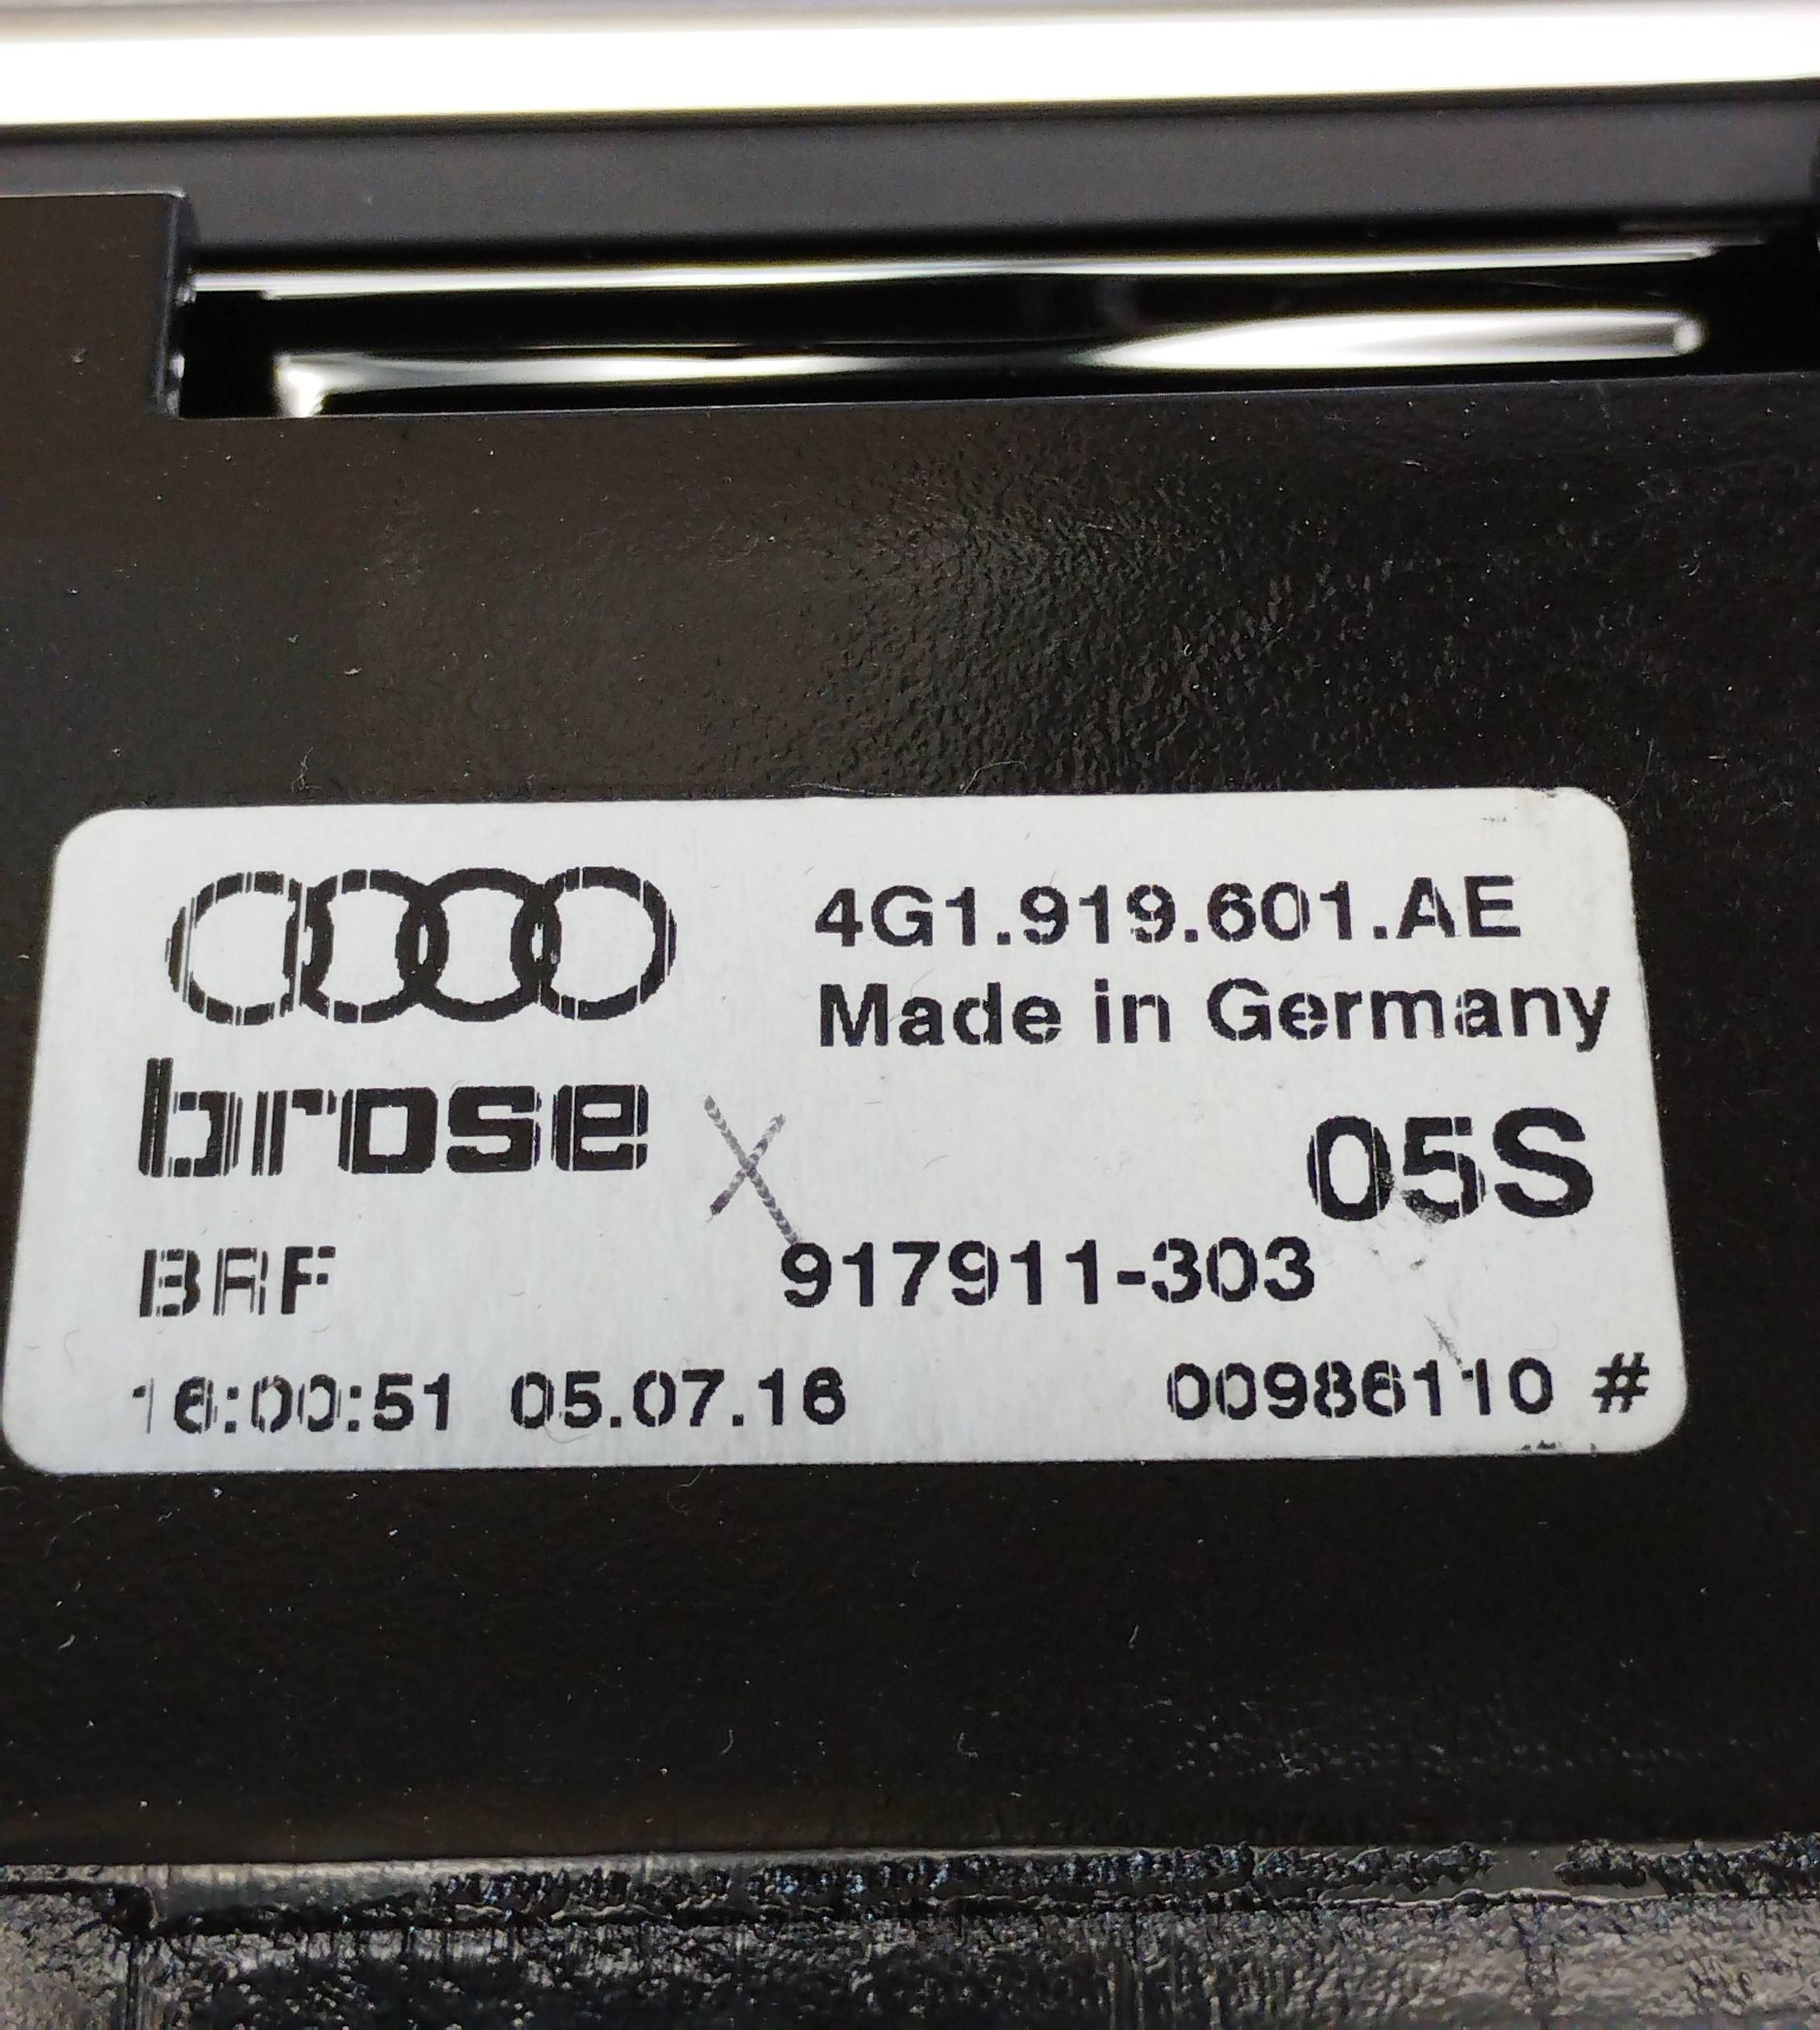 4G1.919.601.AE
Made in Germany
brose
05S
BRF 917911-303
16:00:51 05.07.16 00986110 #